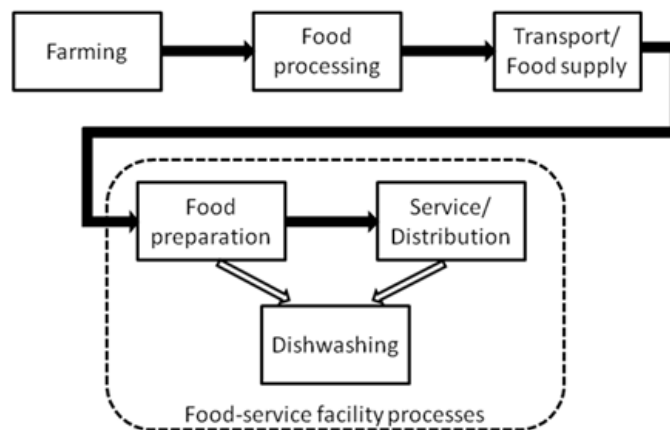 Farming
Food
processing
Transport/
Food supply
Food
preparation
Service/
Distribution
Dishwashing
Food-service facility processes